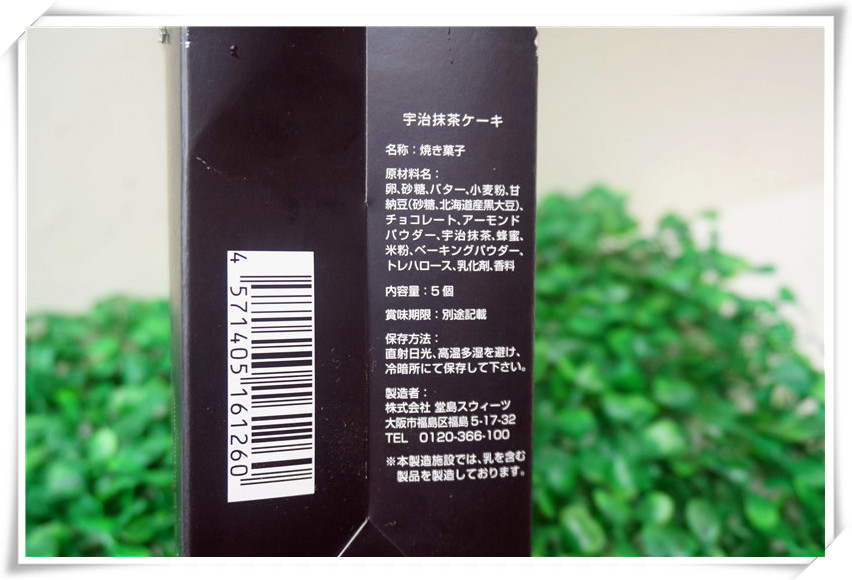 宇治抹茶ケーキ
名称：焼き菓子
原材料名：
卵、砂糖、バター、小麦粉、甘
納豆(砂糖、北海道産黒大豆)、
チョコレート、アーモンド
パウダー、宇治抹茶、蜂蜜、
米粉、ベーキングパウダー、
トレハロース、乳化剤、香料
内容量：5個
賞味期限：別途記載
保存方法：
直射日光、高温多湿を避け、
冷暗所にて保存して下さい。
製造者：
株式会社 堂島スウィーツ
大阪市福島区福島5-17-32
TEL 0120-366-100
※本製造施設では、乳を含む
製品を製造しております。
4 571405 161260